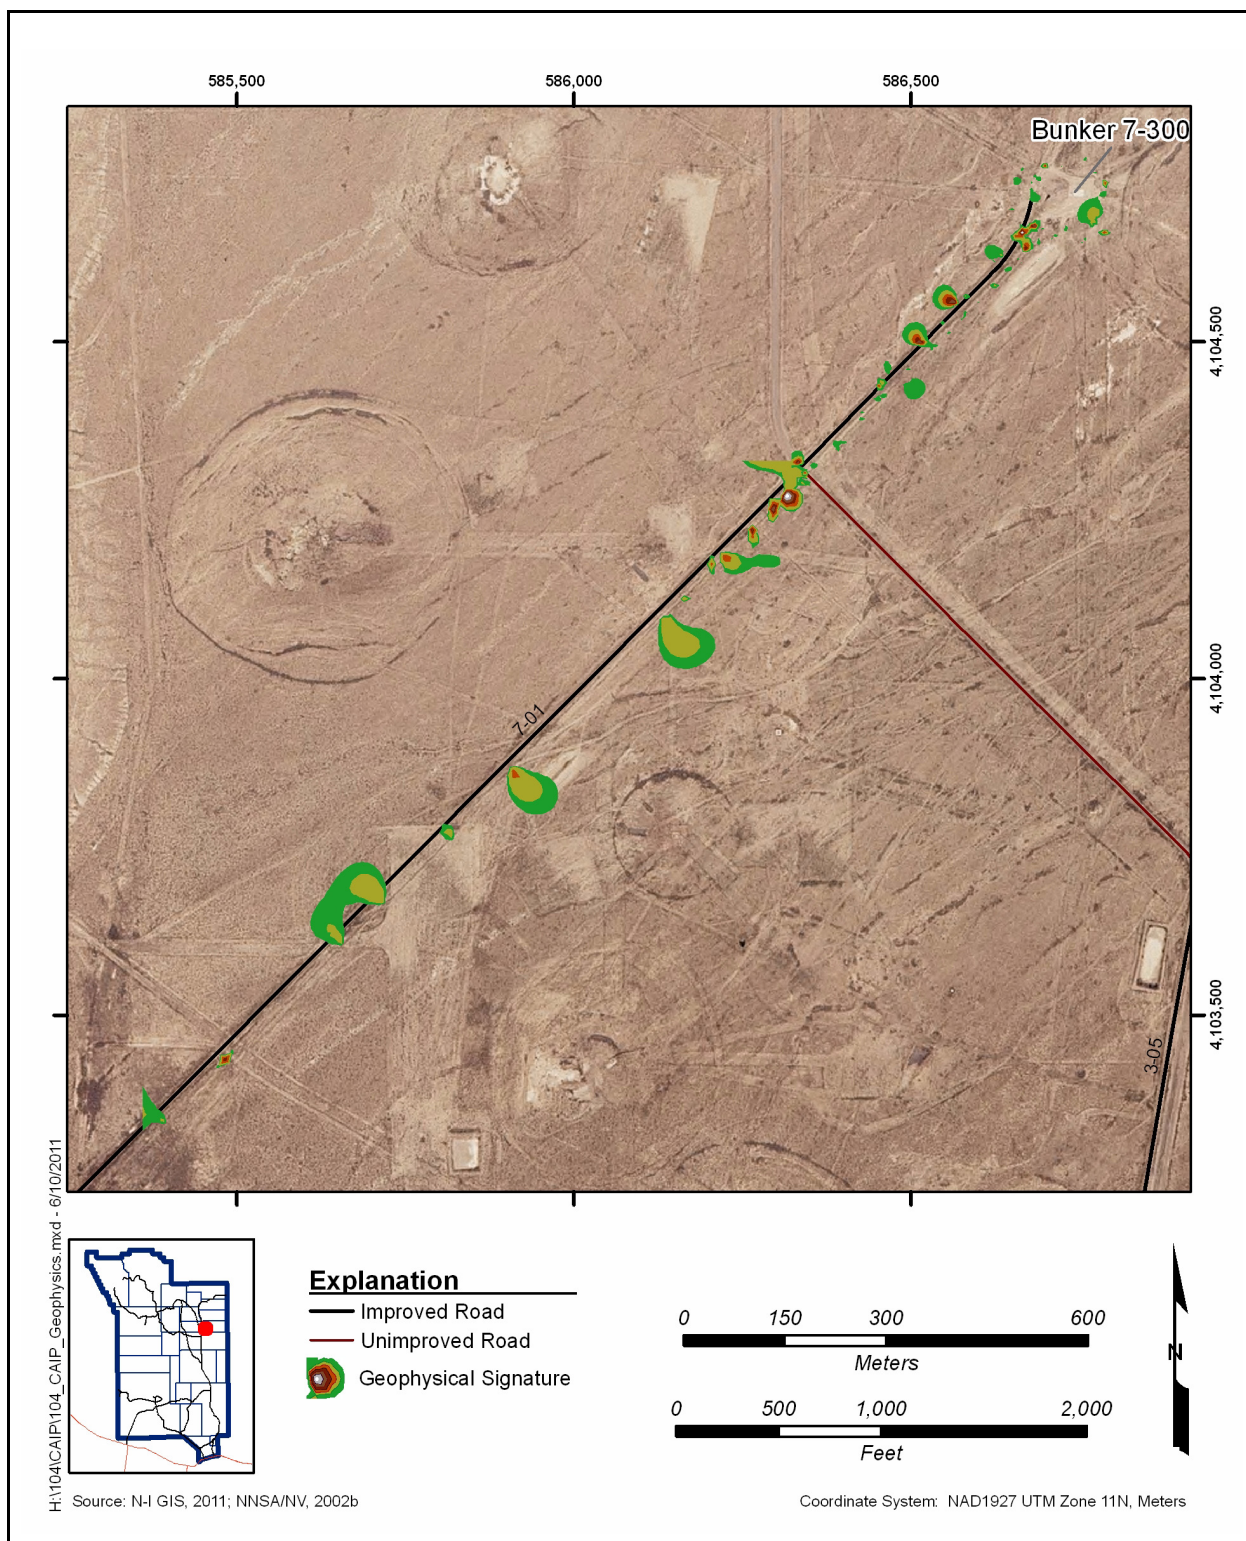 585,500
586,000
586,500
Bunker 7-300
4,104,500
4,104,000
7-01
4,103,500
3-05
H:\104\CAIP\104_CAIP_Geophysics.mxd - 6/10/2011
Explanation
Improved Road
Unimproved Road
Geophysical Signature
0 150 300 600
Meters
0 500 1,000 2,000
Feet
N
Source: N-I GIS, 2011; NNSA/NV, 2002b
Coordinate System: NAD1927 UTM Zone 11N, Meters